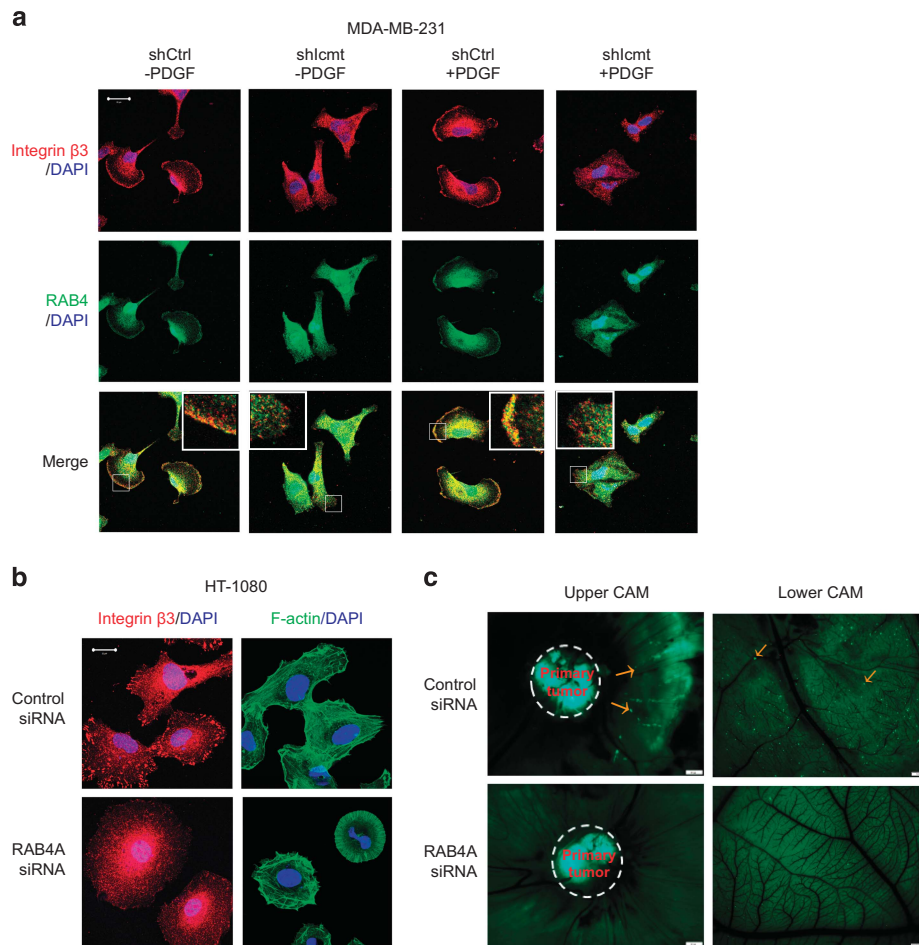 a
MDA-MB-231
shCtrl
-PDGF
shIcmt
-PDGF
shCtrl
+PDGF
shIcmt
+PDGF
Integrin β3
/DAPI
RAB4
/DAPI
Merge
b
HT-1080
Integrin β3/DAPI
F-actin/DAPI
Control
siRNA
RAB4A
siRNA
c
Upper CAM
Lower CAM
Control
siRNA
Primary
tumor
RAB4A
siRNA
Primary
tumor